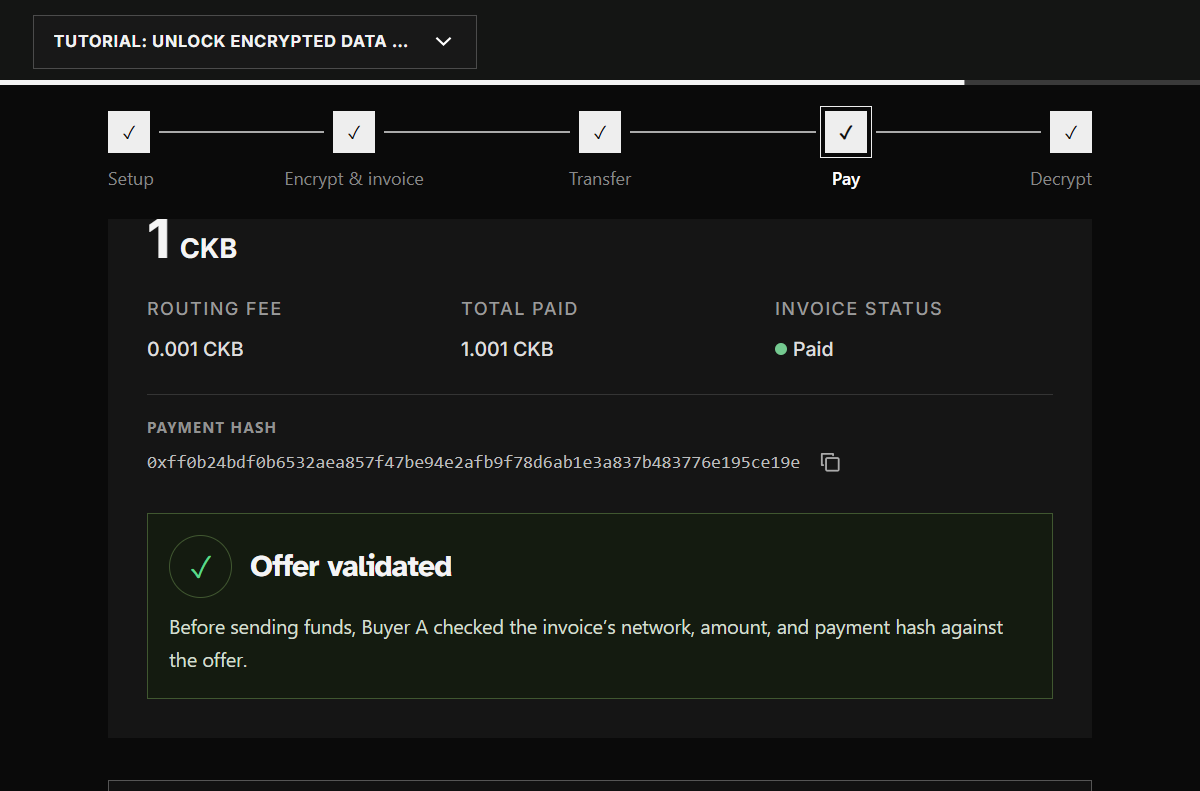 TUTORIAL: UNLOCK ENCRYPTED DATA ...
Setup
Encrypt & invoice
Transfer
Pay
Decrypt
1 CKB
ROUTING FEE
TOTAL PAID
INVOICE STATUS
0.001 CKB
1.001 CKB
Paid
PAYMENT HASH
0xff0b24bdf0b6532aea857f47be94e2afb9f78d6ab1e3a837b483776e195ce19e
Offer validated
Before sending funds, Buyer A checked the invoice’s network, amount, and payment hash against
the offer.